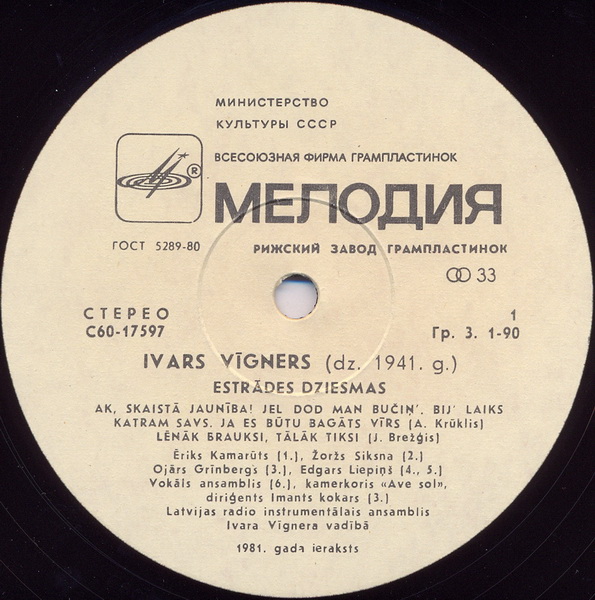 МИНИСТЕРСТВО
КУЛЬТУРЫ СССР
ВСЕСОЮЗНАЯ ФИРМА ГРАМПЛАСТИНОК
®
МЕЛОДИЯ
ГОСТ 5289-80
РИЖСКИЙ ЗАВОД ГРАМПЛАСТИНОК
33
СТЕРЕО
1
С60-17597
Гр. 3. 1-90
IVARS VĪGNERS (dz. 1941. g.)
ESTRĀDES DZIESMAS
AK, SKAISTĀ JAUNĪBA! JEL DOD MAN BUČIŅ'. BIJ' LAIKS
KATRAM SAVS. JA ES BŪTU BAGĀTS VĪRS (A. Krūklis)
LĒNĀK BRAUKSI, TĀLĀK TIKSI (J. Brežģis)
Ēriks Kamarūts (1.), Žoržs Siksna (2.)
Ojārs Grīnbergs (3.), Edgars Liepiņš (4., 5.)
Vokāls ansamblis (6.), kamerkoris «Ave sol»,
diriģents Imants kokars (3.)
Latvijas radio instrumentālais ansamblis
Ivara Vīgnera vadībā
1981. gada ieraksts